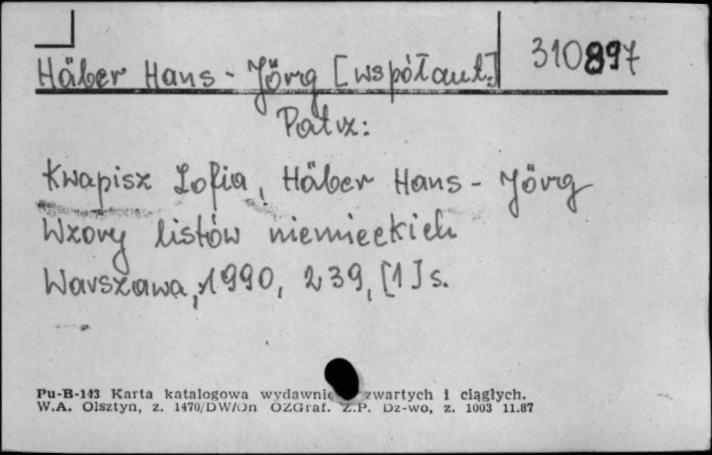 Häber Hans - Jörg [współaut.] 310897
Patrz:
Kwapisz Zofia, Häber Hans - Jörg
Wzory listów niemieckich
Warszawa, 1990, 239, [1] s.
Pu-B-143 Karta katalogowa zwartych i ciągłych.
W.A. Olsztyn, z. 1470/DW/On OZGraf. Z.P. Dz-wo, z. 1003 11.87